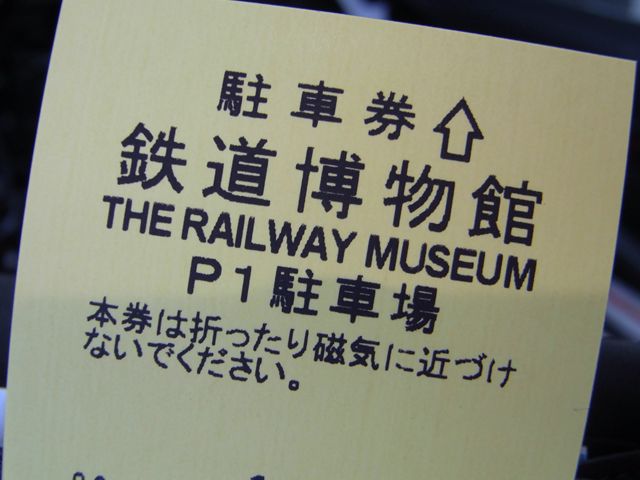 駐車券⇧
鉄道博物館
THE RAILWAY MUSEUM
P1駐車場
本券は折ったり磁気に近づけ
ないでください。